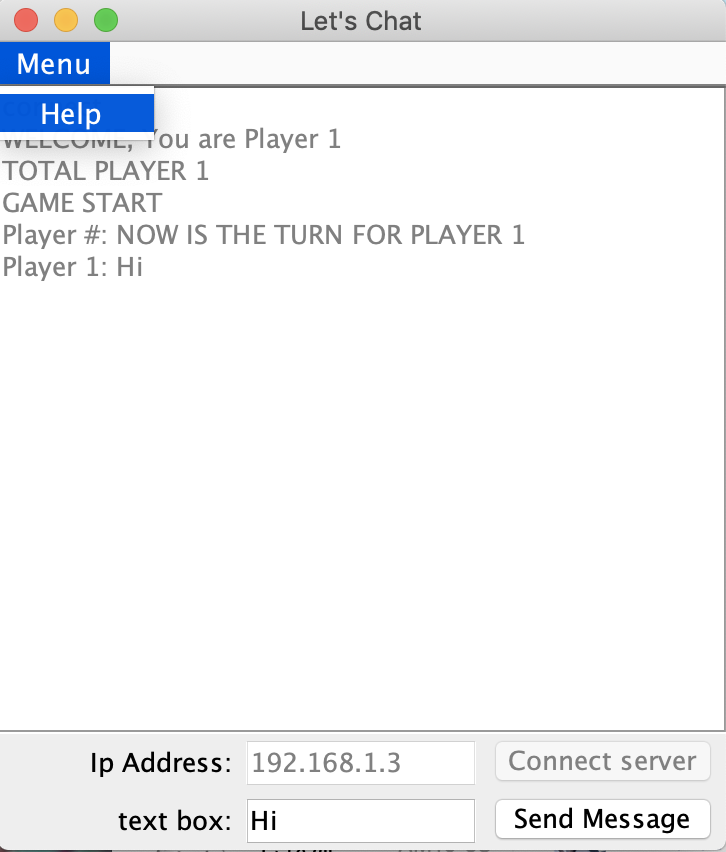 Let's Chat
Menu
Help
WELCOME, You are Player 1
TOTAL PLAYER 1
GAME START
Player #: NOW IS THE TURN FOR PLAYER 1
Player 1: Hi
Ip Address: 192.168.1.3 Connect server
text box: Hi Send Message